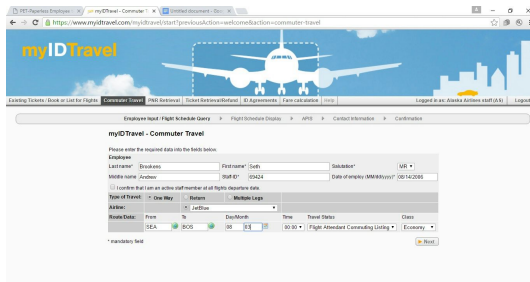 PET-Paperless Employee
myIDTravel - Commuter T
Untitled document - Go
https://www.myidtravel.com/myidtravel/start?previousAction=welcome&action=commuter-travel
myIDTravel
Existing Tickets / Book or List for Flights Commuter Travel PNR Retrieval Ticket Retrieval/Refund ID Agreements Fare calculation Help Logged in as: Alaska Airlines staff (AS) Logout
Employee Input / Flight Schedule Query Flight Schedule Display APIS Contact Information Confirmation
myIDTravel - Commuter Travel
Please enter the required data into the fields below.
Employee
Last name* Brookens First name* Seth Salutation* MR
Middle name Andrew Staff-ID* 09424 Date of employ (MM/dd/yyyy)* 08/14/2006
I confirm that I am an active staff member at all flights departure date.
Type of Travel: One Way Return Multiple Legs
Airline: JetBlue
Route/Date: From To Day/Month Time Travel Status Class
SEA BOS 08 03 00:00 Flight Attendant Commuting Listing Economy
* mandatory field
Next